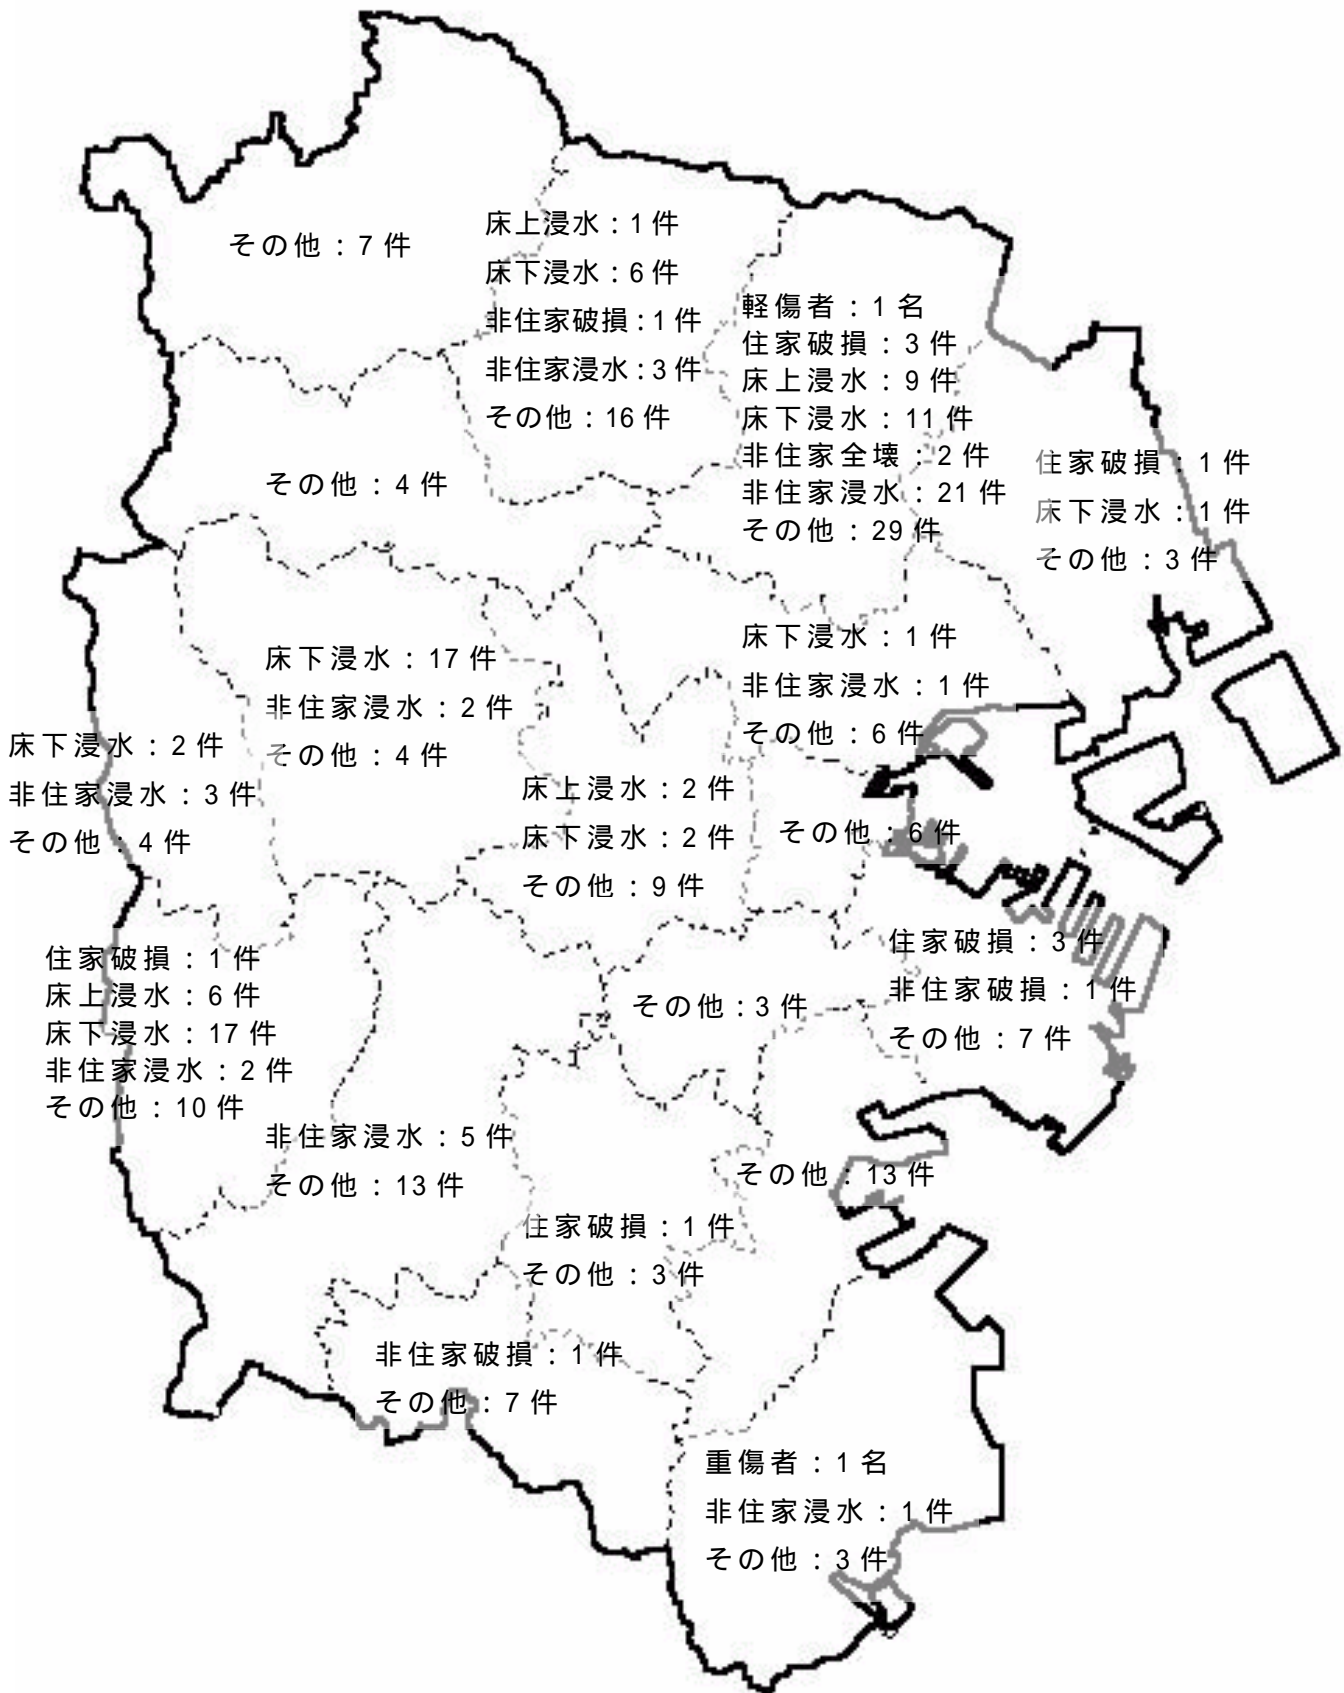 その他：7件
床上浸水：1件
床下浸水：6件
非住家破損：1件
非住家浸水：3件
その他：16件
軽傷者：1名
住家破損：3件
床上浸水：9件
床下浸水：11件
非住家全壊：2件
非住家浸水：21件
その他：29件
住家破損：1件
床下浸水：1件
その他：3件
その他：4件
床下浸水：17件
非住家浸水：2件
その他：4件
床下浸水：1件
非住家浸水：1件
その他：6件
床下浸水：2件
非住家浸水：3件
その他：4件
床上浸水：2件
床下浸水：2件
その他：9件
その他：6件
住家破損：1件
床上浸水：6件
床下浸水：17件
非住家浸水：2件
その他：10件
その他：3件
住家破損：3件
非住家破損：1件
その他：7件
非住家浸水：5件
その他：13件
その他：13件
住家破損：1件
その他：3件
非住家破損：1件
その他：7件
重傷者：1名
非住家浸水：1件
その他：3件